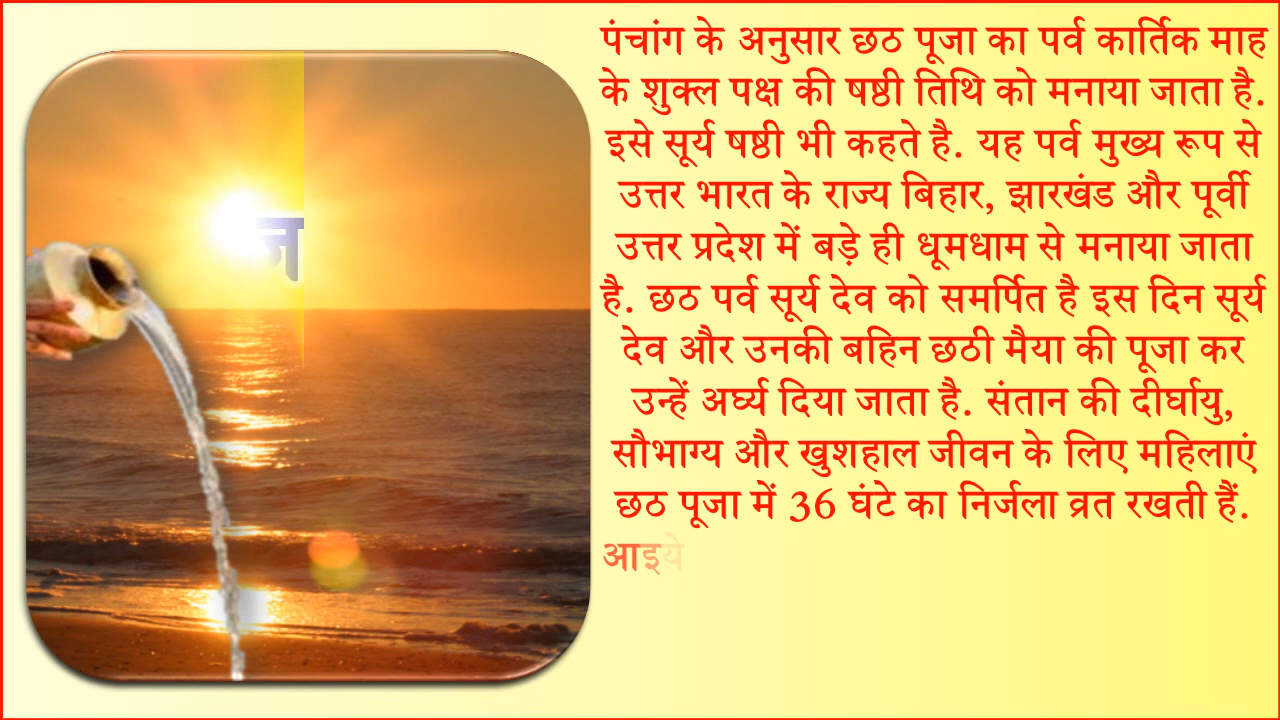 पंचांग के अनुसार छठ पूजा का पर्व कार्तिक माह
के शुक्ल पक्ष की षष्ठी तिथि को मनाया जाता है.
इसे सूर्य षष्ठी भी कहते है. यह पर्व मुख्य रूप से
उत्तर भारत के राज्य बिहार, झारखंड और पूर्वी
उत्तर प्रदेश में बड़े ही धूमधाम से मनाया जाता
है. छठ पर्व सूर्य देव को समर्पित है इस दिन सूर्य
देव और उनकी बहिन छठी मैया की पूजा कर
उन्हें अर्घ्य दिया जाता है. संतान की दीर्घायु,
सौभाग्य और खुशहाल जीवन के लिए महिलाएं
छठ पूजा में 36 घंटे का निर्जला व्रत रखती हैं.
आइये